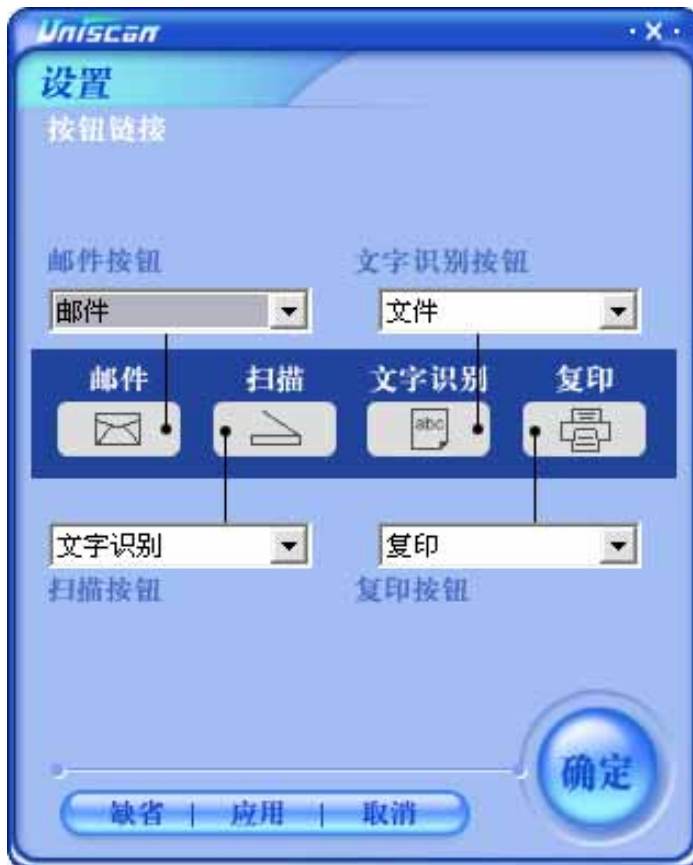 Uniscan
设置
按钮链接
邮件按钮 文字识别按钮
邮件 文件
邮件 扫描 文字识别 复印
abc
文字识别 复印
扫描按钮 复印按钮
确定
缺省 | 应用 | 取消